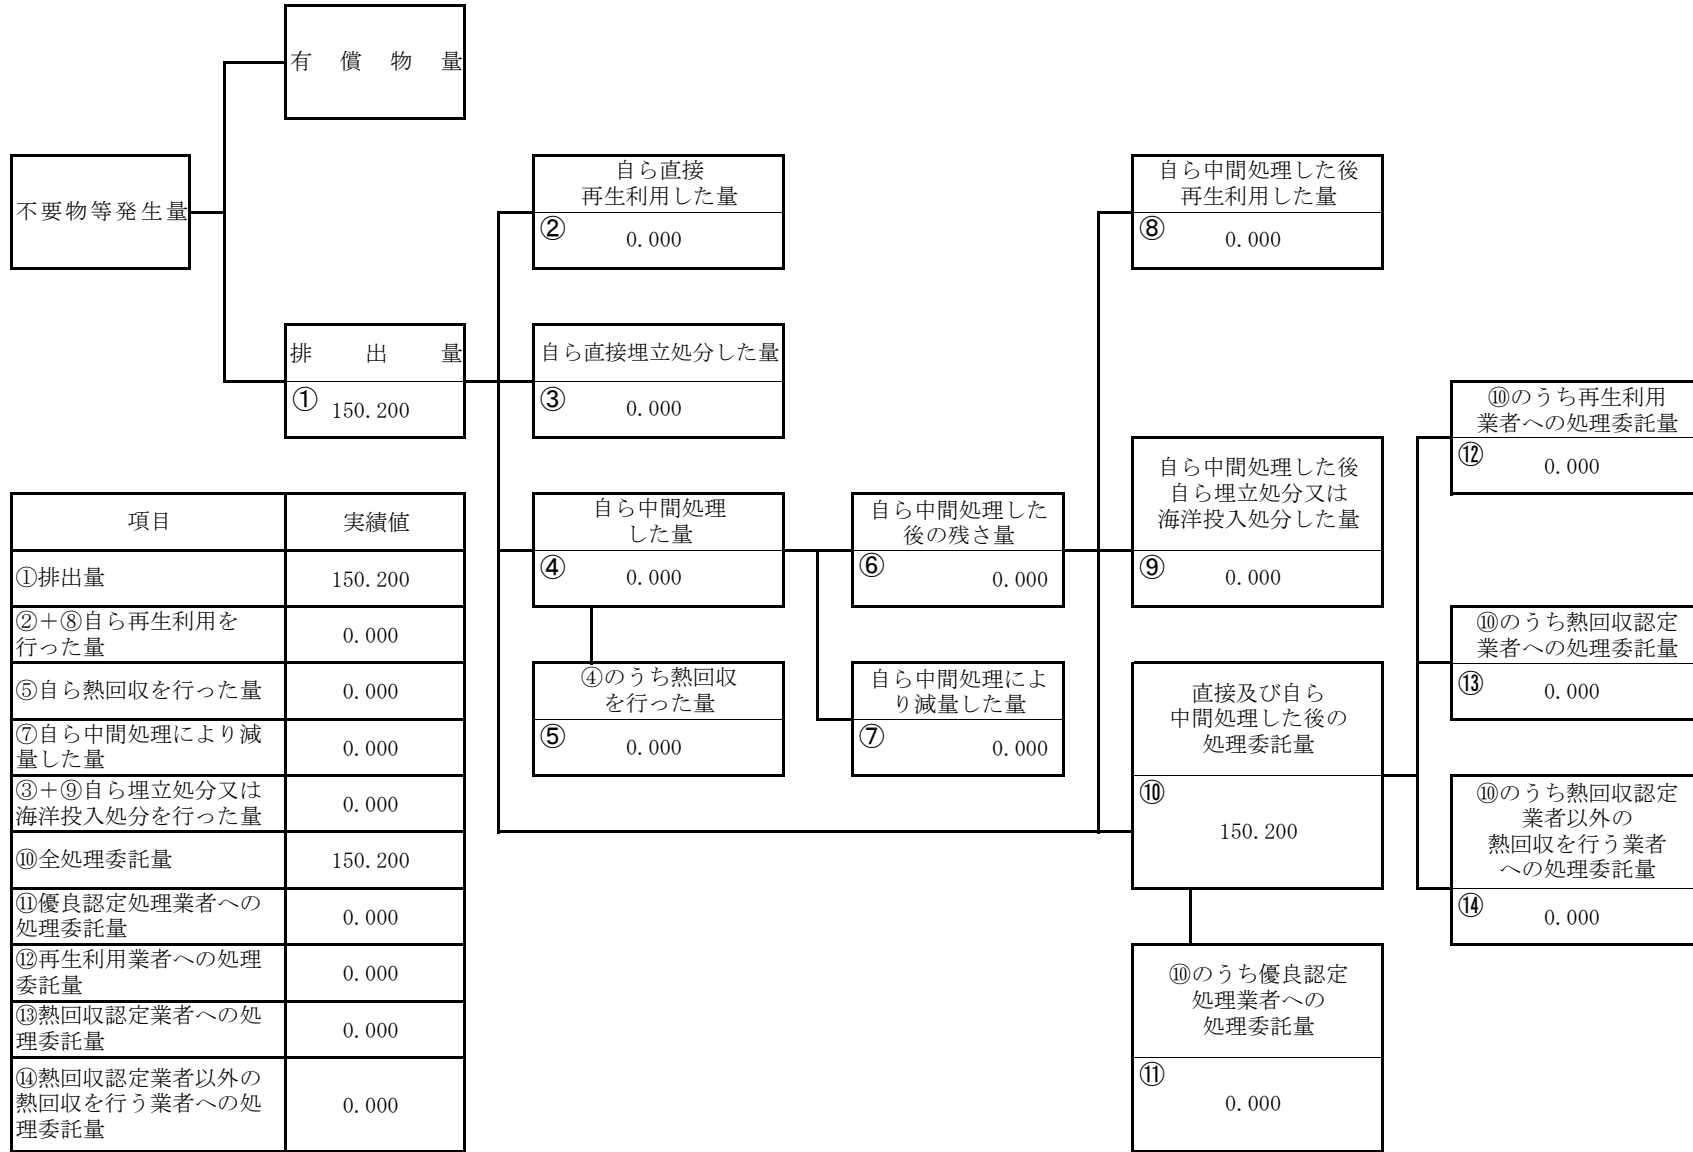 有償物量
不要物等発生量
排出量
① 150.200
自ら直接
再生利用した量
② 0.000
自ら直接埋立処分した量
③ 0.000
自ら中間処理
した量
④ 0.000
④のうち熱回収
を行った量
⑤ 0.000
自ら中間処理した
後の残さ量
⑥ 0.000
自ら中間処理によ
り減量した量
⑦ 0.000
自ら中間処理した後
再生利用した量
⑧ 0.000
自ら中間処理した後
自ら埋立処分又は
海洋投入処分した量
⑨ 0.000
直接及び自ら
中間処理した後の
処理委託量
⑩
150.200
⑩のうち優良認定
処理業者への
処理委託量
⑪
0.000
⑩のうち再生利用
業者への処理委託量
⑫ 0.000
⑩のうち熱回収認定
業者への処理委託量
⑬ 0.000
⑩のうち熱回収認定
業者以外の
熱回収を行う業者
への処理委託量
⑭ 0.000
項目 実績値
①排出量 150.200
②＋⑧自ら再生利用を
行った量 0.000
⑤自ら熱回収を行った量 0.000
⑦自ら中間処理により減
量した量 0.000
③＋⑨自ら埋立処分又は
海洋投入処分を行った量 0.000
⑩全処理委託量 150.200
⑪優良認定処理業者への
処理委託量 0.000
⑫再生利用業者への処理
委託量 0.000
⑬熱回収認定業者への処
理委託量 0.000
⑭熱回収認定業者以外の
熱回収を行う業者への処
理委託量 0.000